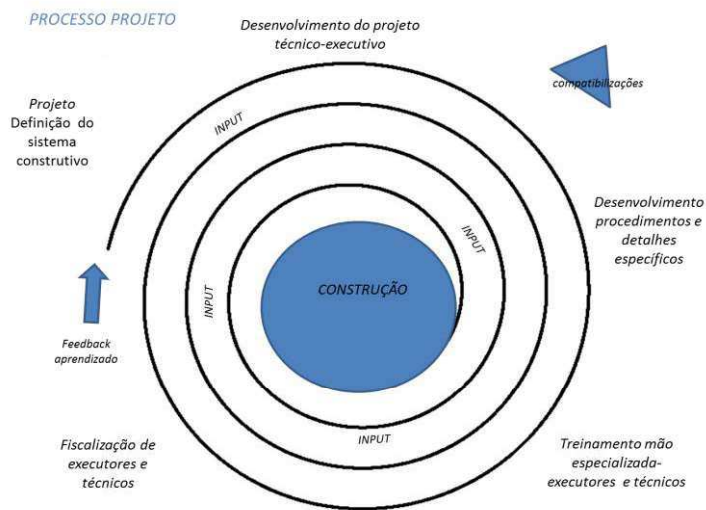 PROCESSO PROJETO
Desenvolvimento do projeto
técnico-executivo
compatibilizações
Projeto
Definição do
sistema
construtivo
INPUT
Desenvolvimento
procedimentos e
detalhes
específicos
INPUT
INPUT
CONSTRUÇÃO
Feedback
aprendizado
Fiscalização de
executores e
técnicos
INPUT
Treinamento mão
especializada-
executores e técnicos